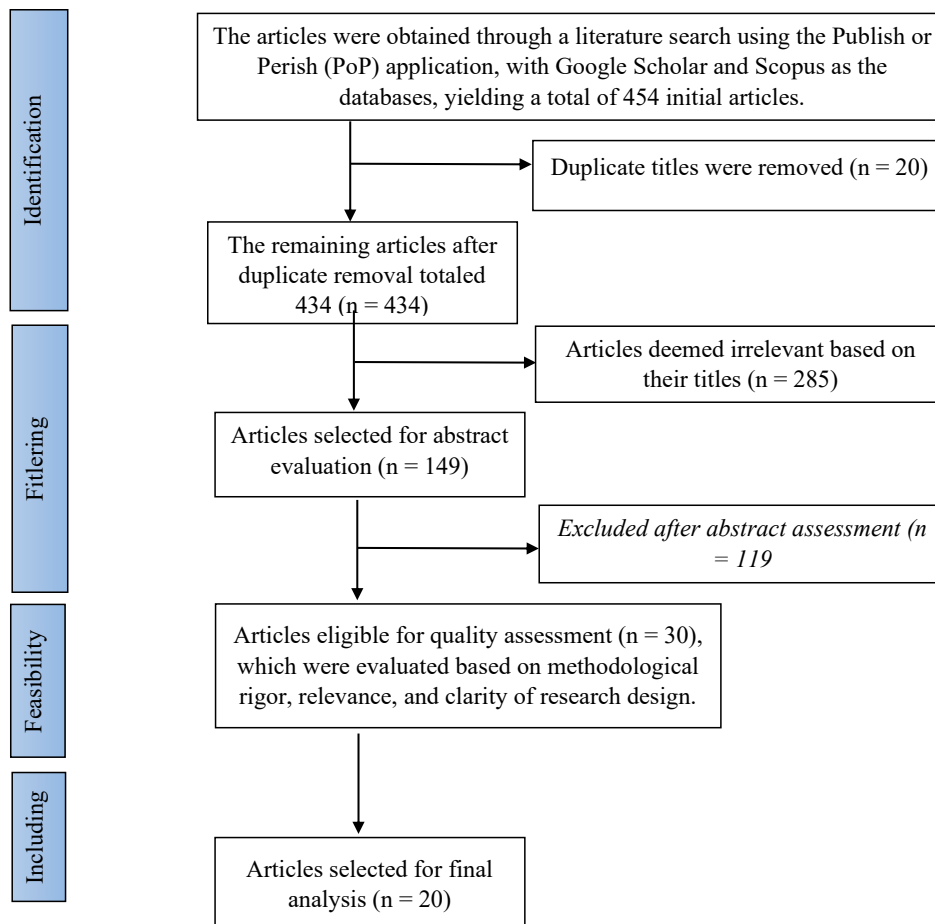 Identification
The articles were obtained through a literature search using the Publish or
Perish (PoP) application, with Google Scholar and Scopus as the
databases, yielding a total of 454 initial articles.
Duplicate titles were removed (n = 20)
The remaining articles after
duplicate removal totaled
434 (n = 434)
Fitlering
Articles deemed irrelevant based on
their titles (n = 285)
Articles selected for abstract
evaluation (n = 149)
Excluded after abstract assessment (n
= 119
Feasibility
Articles eligible for quality assessment (n = 30),
which were evaluated based on methodological
rigor, relevance, and clarity of research design.
Including
Articles selected for final
analysis (n = 20)